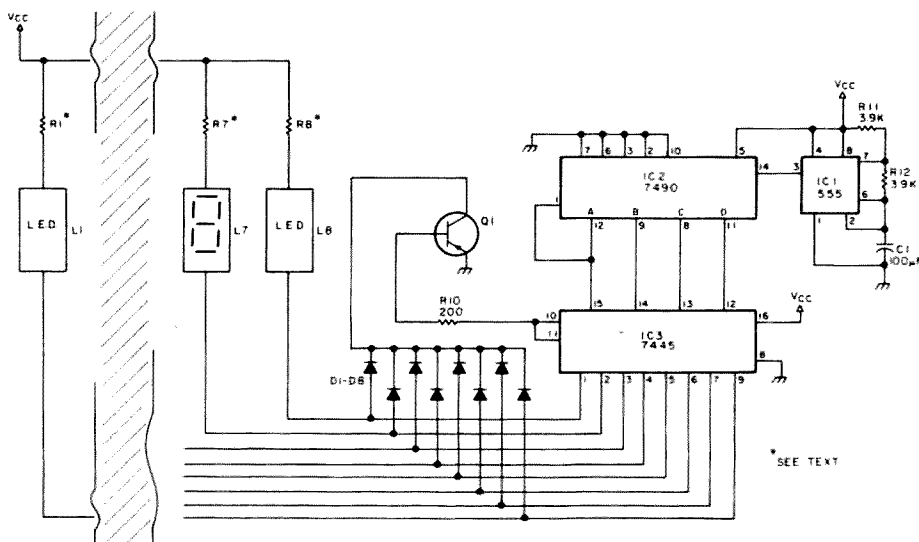 Vcc
R1*
R7*
R8*
LED
L1
L7
LED
L8
Q1
R10
200
D1-D8
7
6
3
2
10
5
14
1
IC2
7490
A
B
C
D
12
9
8
11
Vcc
R11
3.9K
4
8
7
3
R12
3.9K
IC1
555
6
1
2
C1
100µF
15
14
13
12
10
11
IC3
7445
16
Vcc
8
1
2
3
4
5
6
7
9
*SEE TEXT